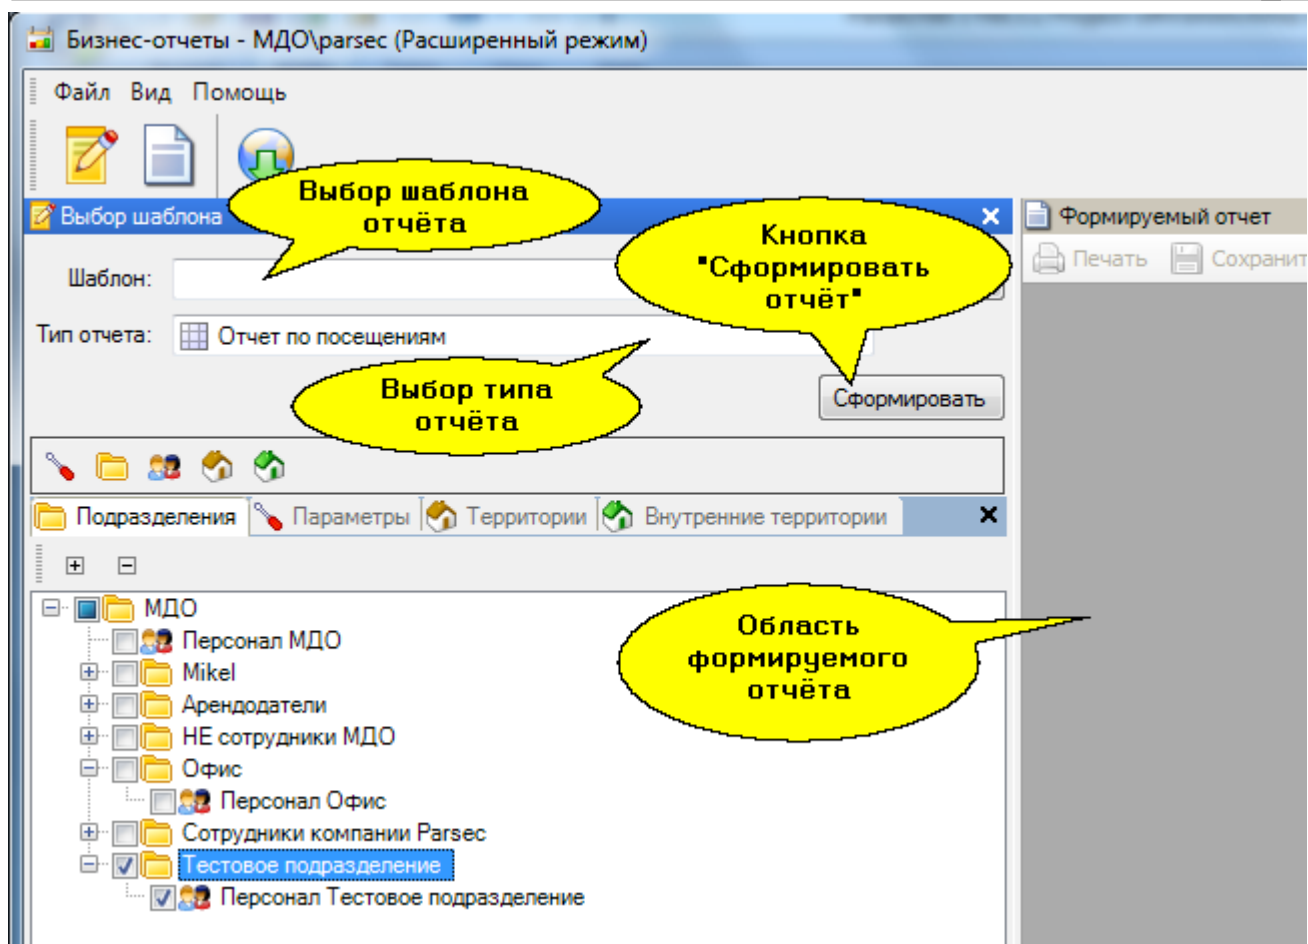 Бизнес-отчеты - МДО\parsec (Расширенный режим)
Файл Вид Помощь
Выбор шаблона
отчёта
Выбор шаблона
Кнопка
"Сформировать
отчёт"
Формируемый отчет
Печать Сохранит
Шаблон:
Тип отчета: Отчет по посещениям
Выбор типа
отчёта
Сформировать
Подразделения Параметры Территории Внутренние территории
МДО
Персонал МДО
Mikel
Арендодатели
НЕ сотрудники МДО
Офис
Персонал Офис
Сотрудники компании Parsec
Тестовое подразделение
Персонал Тестовое подразделение
Область
формируемого
отчёта